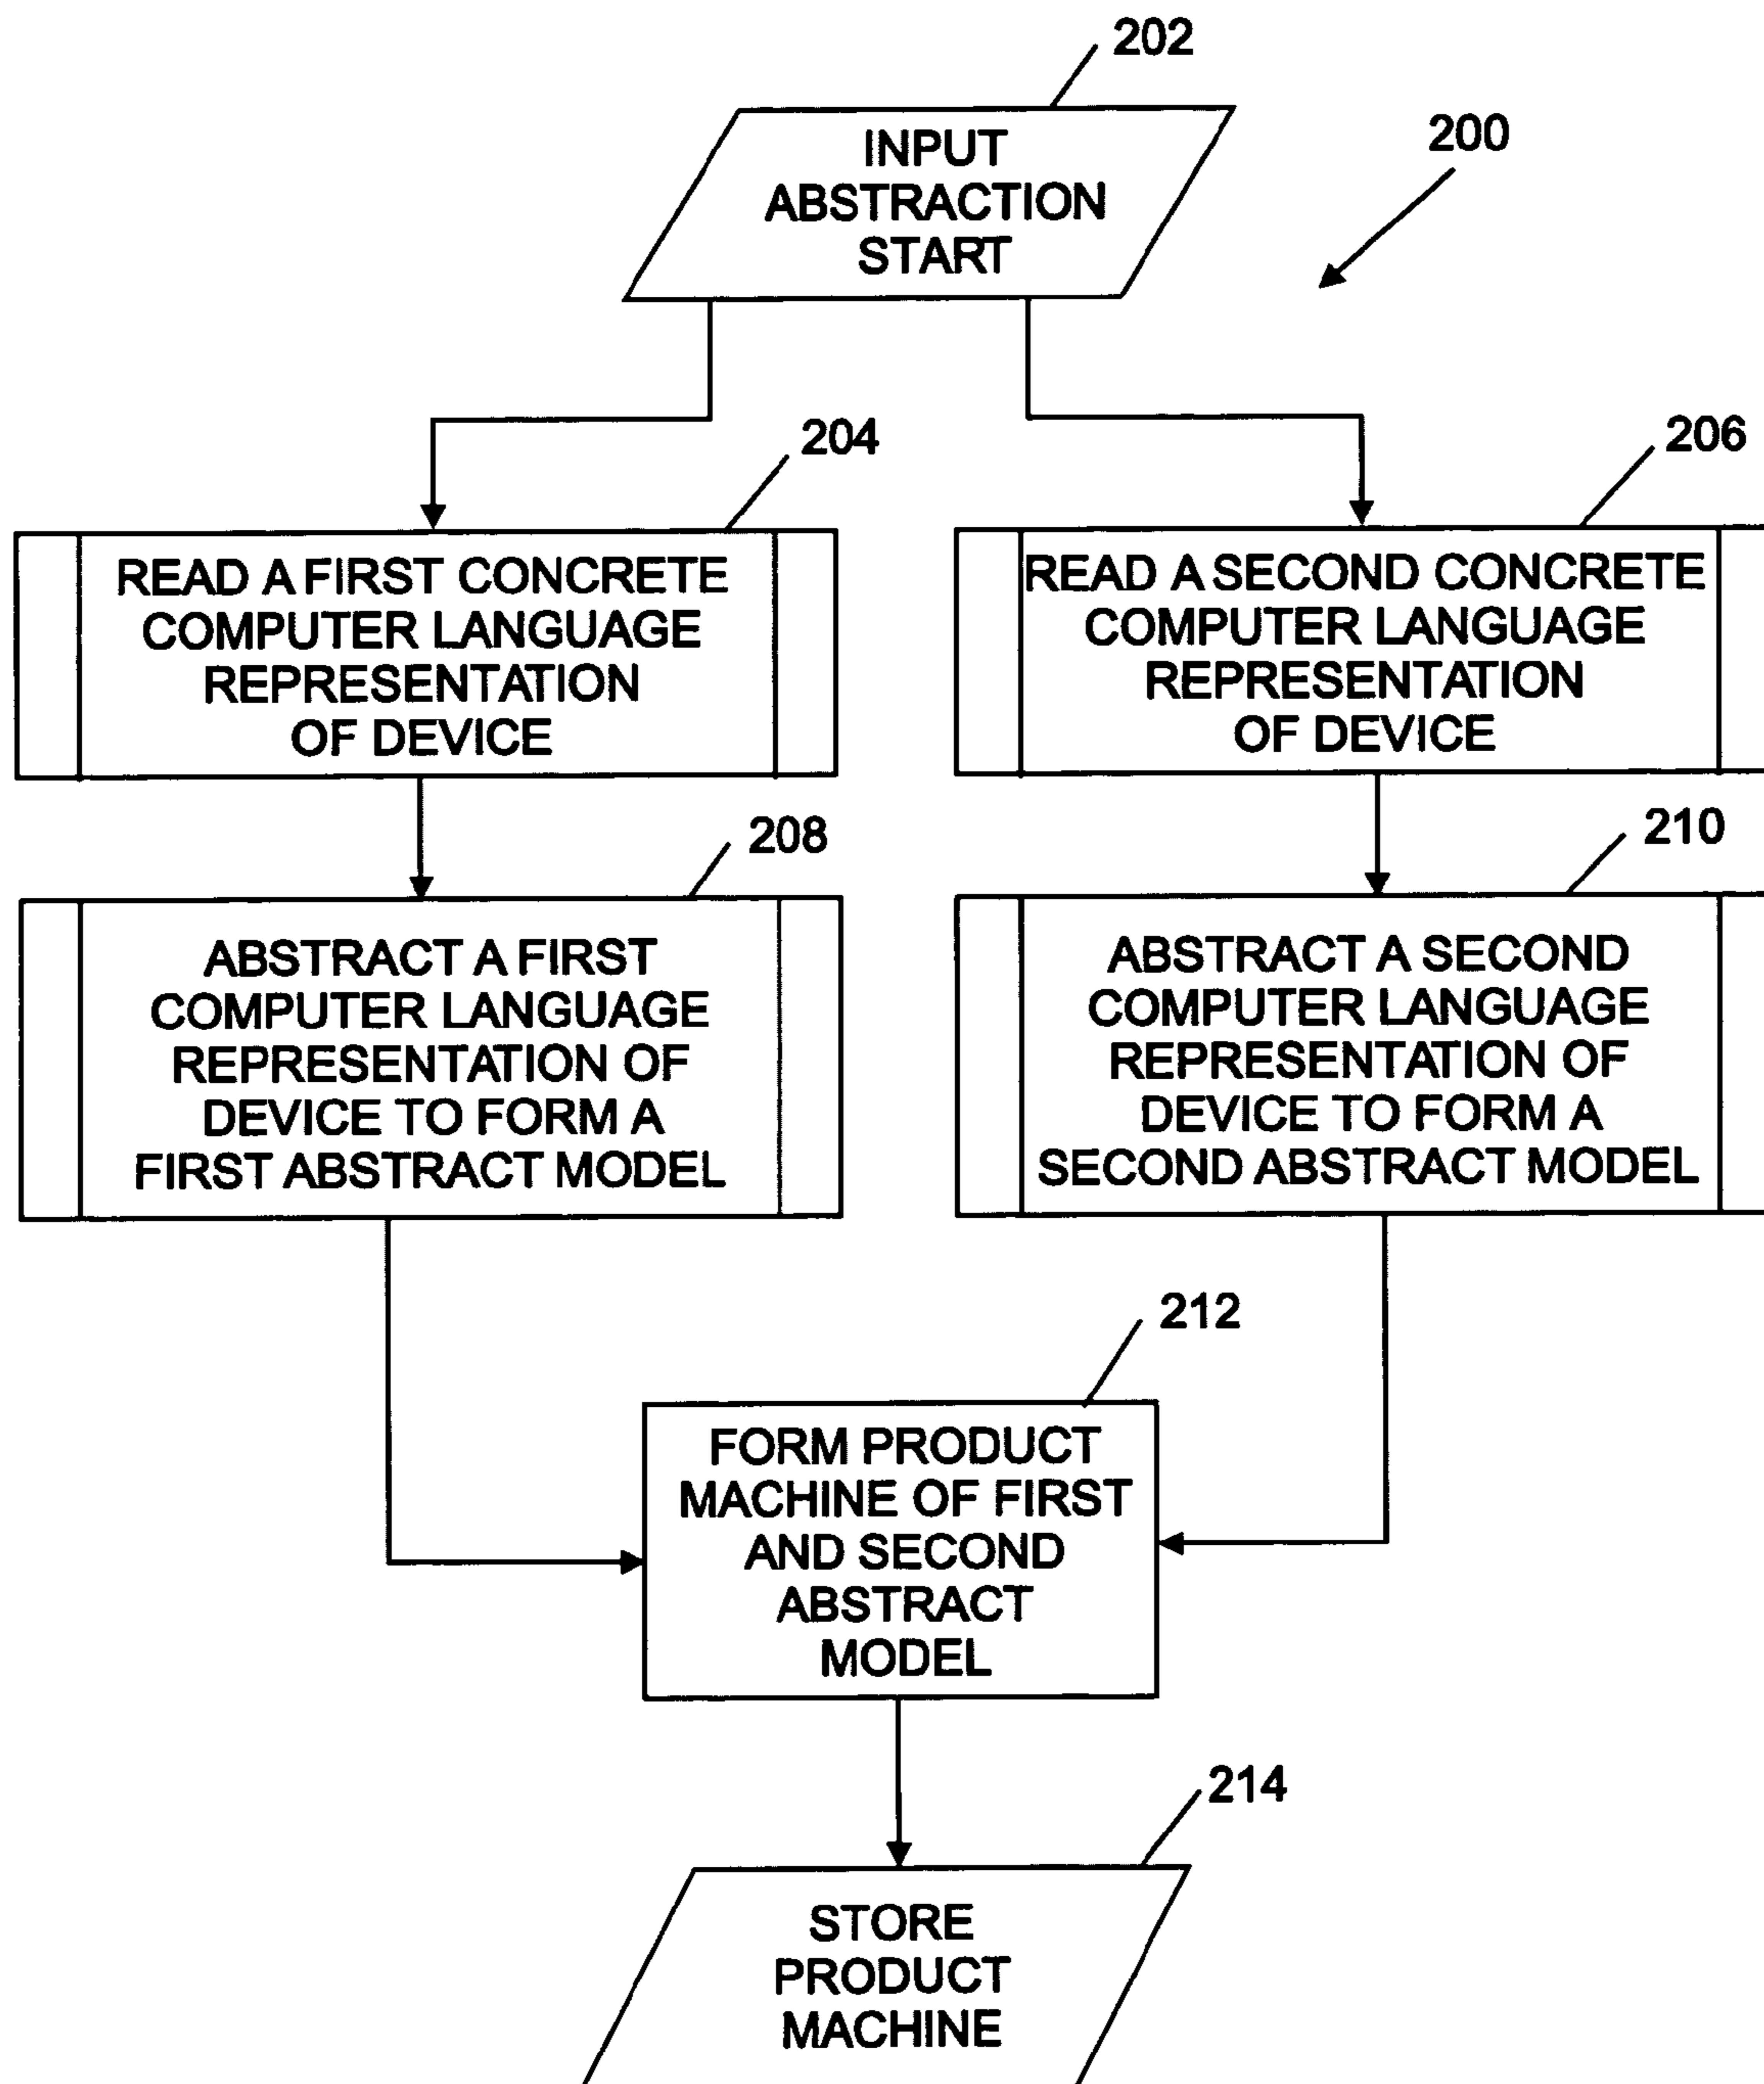 202
INPUT
ABSTRACTION
START
200
204
READ A FIRST CONCRETE
COMPUTER LANGUAGE
REPRESENTATION
OF DEVICE
206
READ A SECOND CONCRETE
COMPUTER LANGUAGE
REPRESENTATION
OF DEVICE
208
ABSTRACT A FIRST
COMPUTER LANGUAGE
REPRESENTATION OF
DEVICE TO FORM A
FIRST ABSTRACT MODEL
210
ABSTRACT A SECOND
COMPUTER LANGUAGE
REPRESENTATION OF
DEVICE TO FORM A
SECOND ABSTRACT MODEL
212
FORM PRODUCT
MACHINE OF FIRST
AND SECOND
ABSTRACT
MODEL
214
STORE
PRODUCT
MACHINE